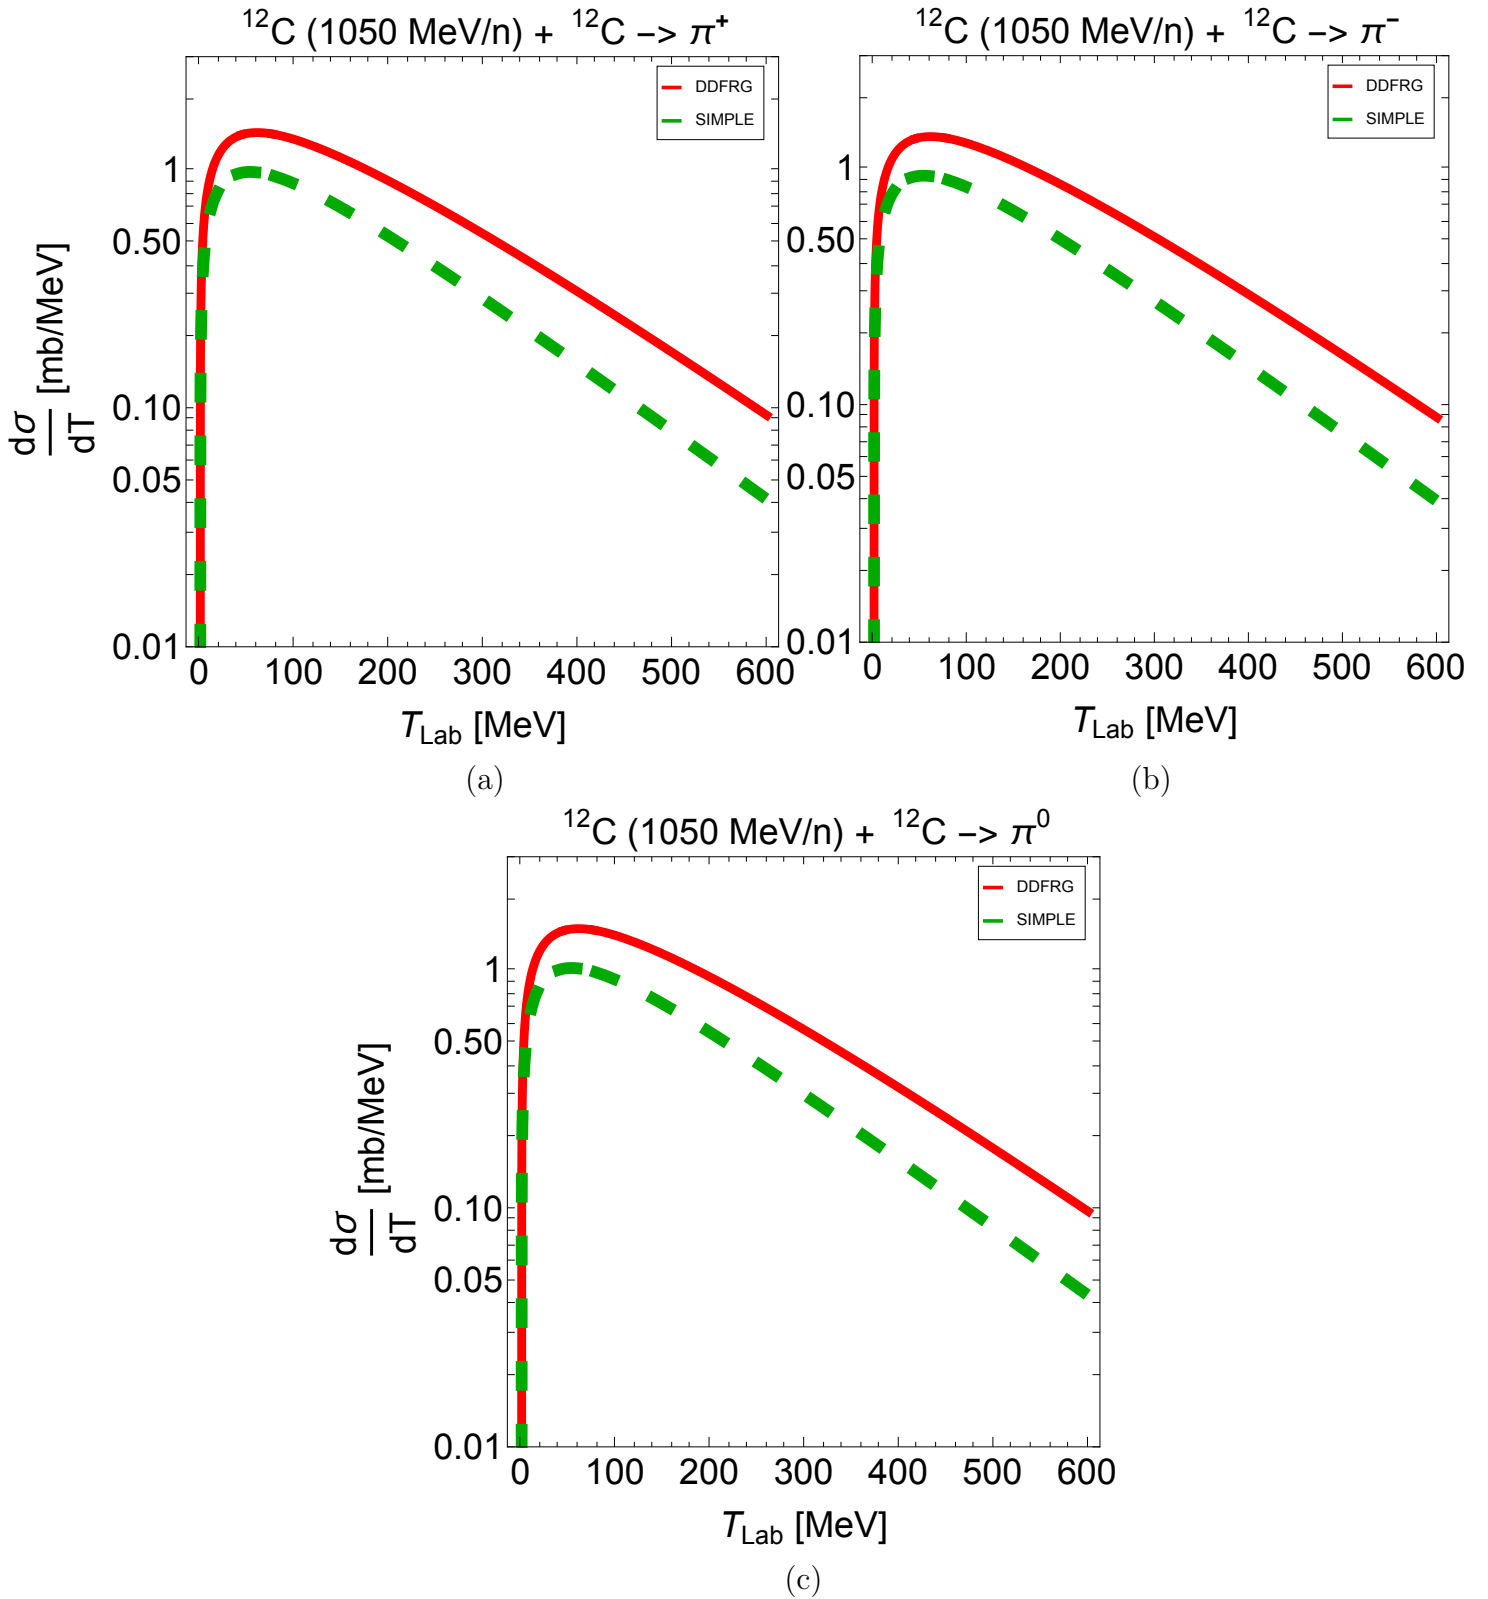 ¹²C (1050 MeV/n) + ¹²C –> π⁺
DDFRG
SIMPLE
1
0.50
0.10
0.05
0.01
dσ
dT
[mb/MeV]
0 100 200 300 400 500 600
T_Lab [MeV]
(a)
¹²C (1050 MeV/n) + ¹²C –> π⁻
DDFRG
SIMPLE
1
0.50
0.10
0.05
0.01
0 100 200 300 400 500 600
T_Lab [MeV]
(b)
¹²C (1050 MeV/n) + ¹²C –> π⁰
DDFRG
SIMPLE
1
0.50
0.10
0.05
0.01
dσ
dT
[mb/MeV]
0 100 200 300 400 500 600
T_Lab [MeV]
(c)